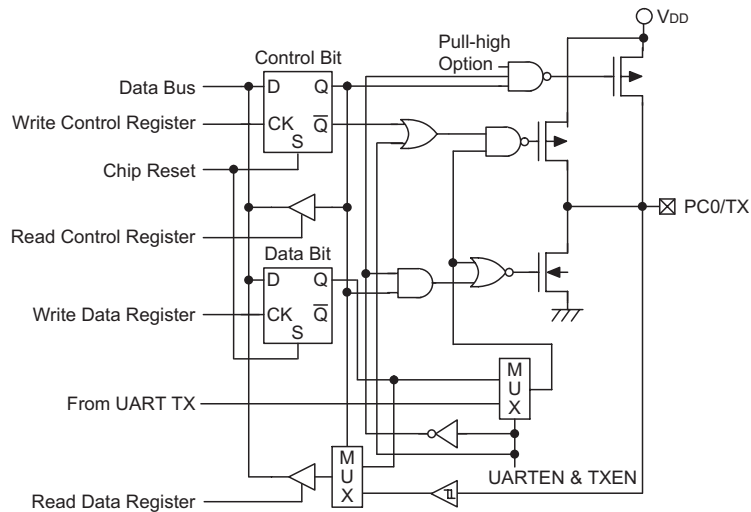 VDD
Control Bit
Pull-high
Option
Data Bus
D
Q
Write Control Register
CK
Q
S
Chip Reset
PC0/TX
Read Control Register
Data Bit
D
Q
Write Data Register
CK
Q
S
M
U
X
From UART TX
M
U
X
UARTEN & TXEN
Read Data Register